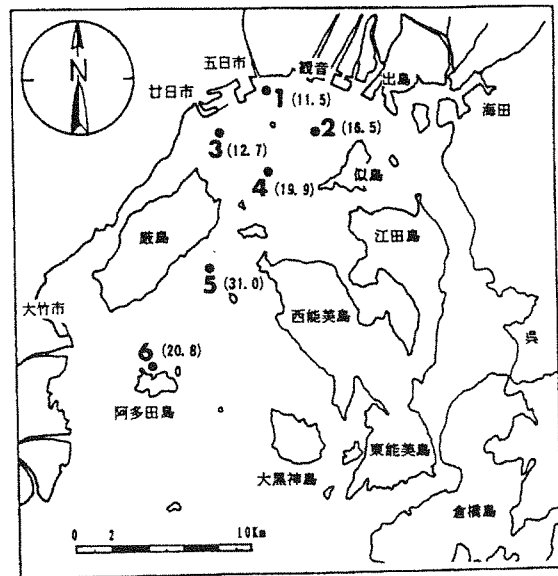 五日市
観音
出島
海田
廿日市
N
1 (11.5)
2 (16.5)
3 (12.7)
4 (19.9)
似島
厳島
江田島
5 (31.0)
大竹市
西能美島
呉
6 (20.8)
阿多田島
大黒神島
東能美島
倉橋島
0 2 10Km